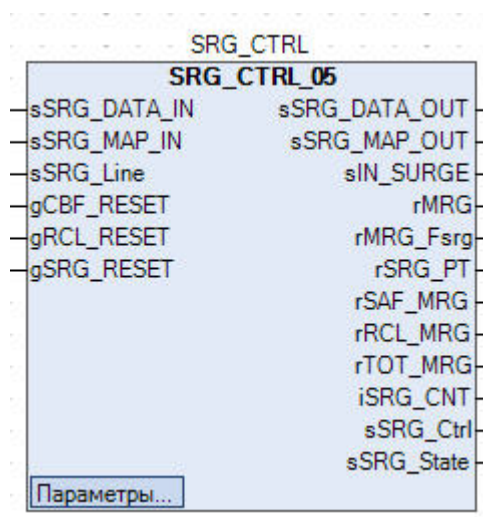 SRG_CTRL
SRG_CTRL_05
sSRG_DATA_IN sSRG_DATA_OUT
sSRG_MAP_IN sSRG_MAP_OUT
sSRG_Line sIN_SURGE
gCBF_RESET rMRG
gRCL_RESET rMRG_Fsrg
gSRG_RESET rSRG_PT
rSAF_MRG
rRCL_MRG
rTOT_MRG
iSRG_CNT
sSRG_Ctrl
sSRG_State
Параметры...